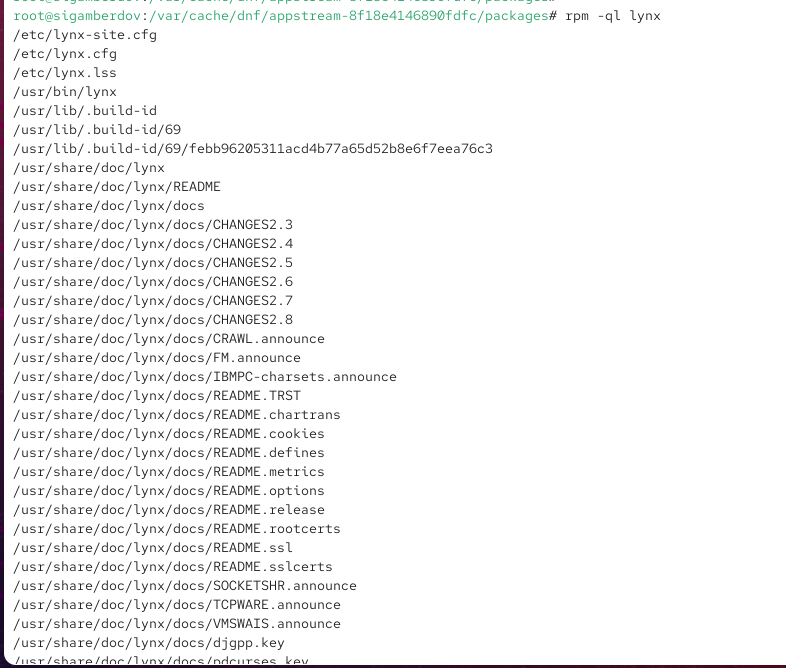 root@sigamberdov:/var/cache/dnf/appstream-8f18e4146890fdfc/packages# rpm -ql lynx
/etc/lynx-site.cfg
/etc/lynx.cfg
/etc/lynx.lss
/usr/bin/lynx
/usr/lib/.build-id
/usr/lib/.build-id/69
/usr/lib/.build-id/69/febb96205311acd4b77a65d52b8e6f7eea76c3
/usr/share/doc/lynx
/usr/share/doc/lynx/README
/usr/share/doc/lynx/docs
/usr/share/doc/lynx/docs/CHANGES2.3
/usr/share/doc/lynx/docs/CHANGES2.4
/usr/share/doc/lynx/docs/CHANGES2.5
/usr/share/doc/lynx/docs/CHANGES2.6
/usr/share/doc/lynx/docs/CHANGES2.7
/usr/share/doc/lynx/docs/CHANGES2.8
/usr/share/doc/lynx/docs/CRAWL.announce
/usr/share/doc/lynx/docs/FM.announce
/usr/share/doc/lynx/docs/IBMPC-charsets.announce
/usr/share/doc/lynx/docs/README.TRST
/usr/share/doc/lynx/docs/README.chartrans
/usr/share/doc/lynx/docs/README.cookies
/usr/share/doc/lynx/docs/README.defines
/usr/share/doc/lynx/docs/README.metrics
/usr/share/doc/lynx/docs/README.options
/usr/share/doc/lynx/docs/README.release
/usr/share/doc/lynx/docs/README.rootcerts
/usr/share/doc/lynx/docs/README.ssl
/usr/share/doc/lynx/docs/README.sslcerts
/usr/share/doc/lynx/docs/SOCKETSHR.announce
/usr/share/doc/lynx/docs/TCPWARE.announce
/usr/share/doc/lynx/docs/VMSWAIS.announce
/usr/share/doc/lynx/docs/djgpp.key
/usr/share/doc/lynx/docs/pdcurses.key